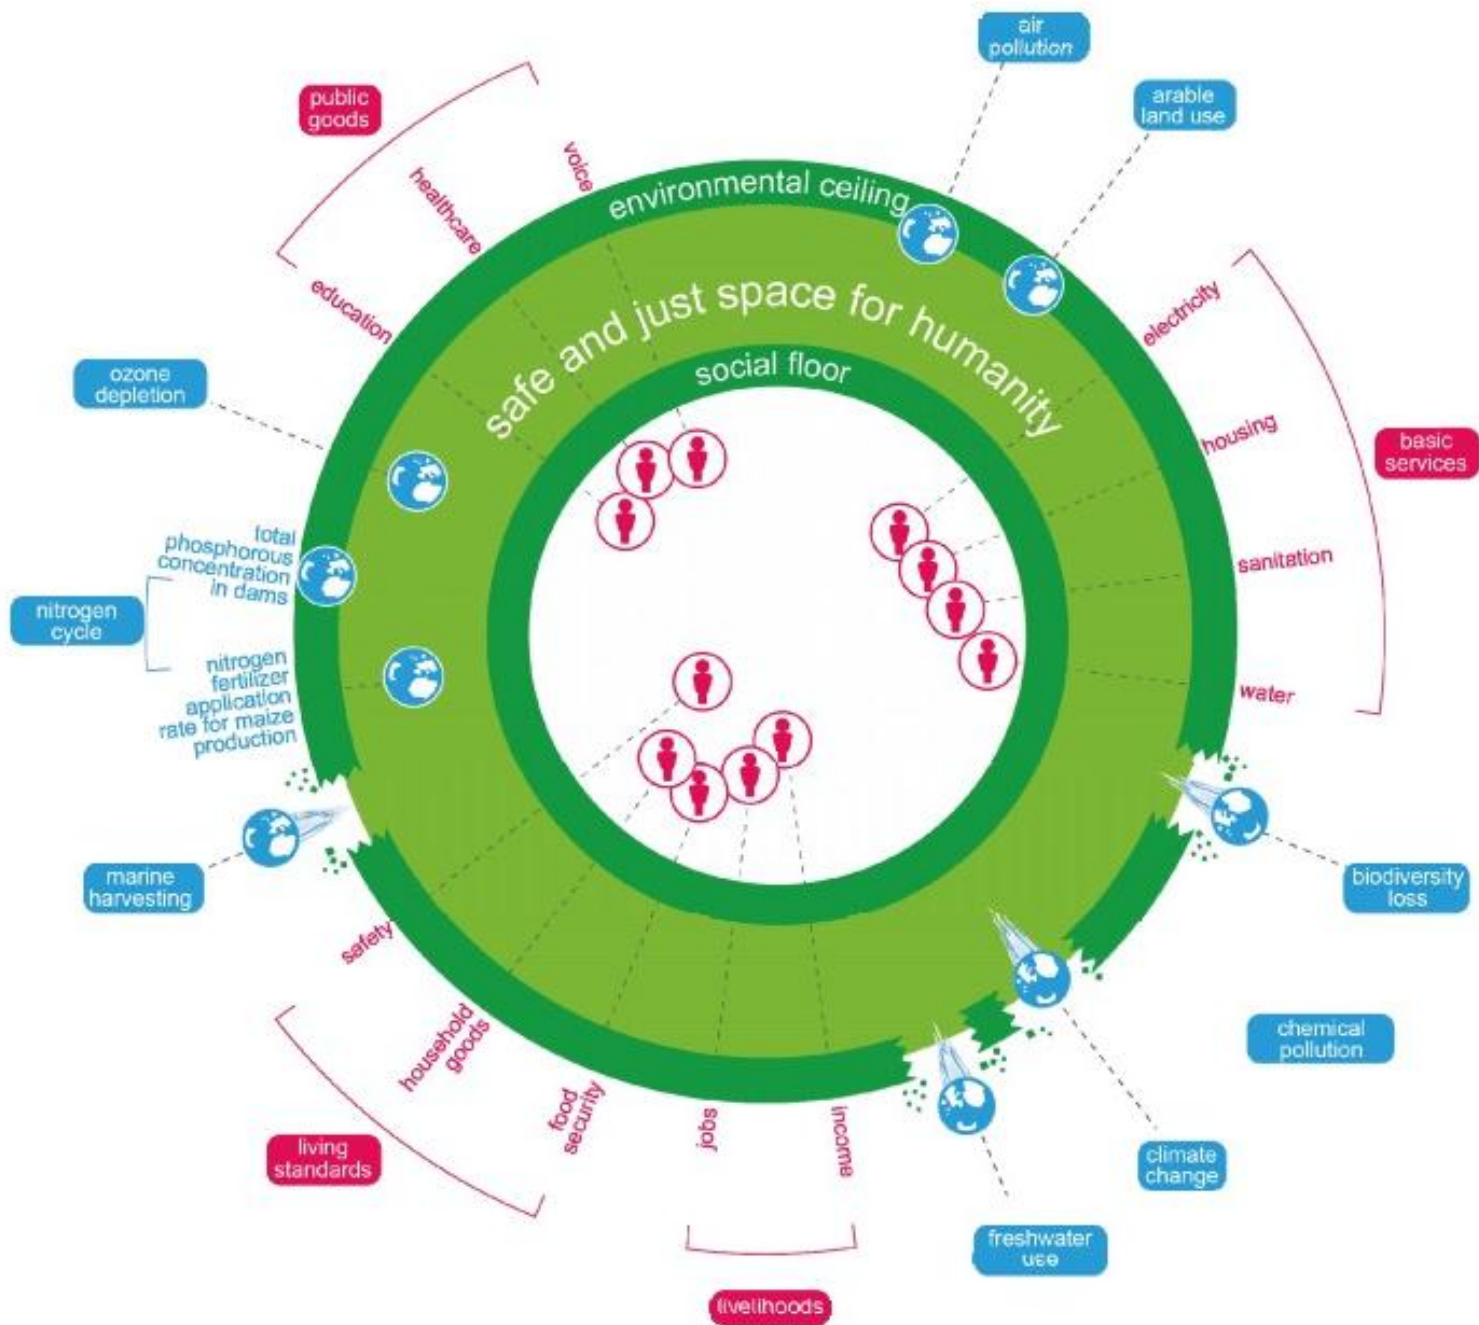 air
pollution
arable
land use
public
goods
voice
healthcare
education
environmental ceiling
safe and just space for humanity
social floor
electricity
housing
basic
services
sanitation
water
ozone
depletion
total
phosphorous
concentration
in dams
nitrogen
cycle
nitrogen
fertilizer
application
rate for maize
production
marine
harvesting
biodiversity
loss
safety
household
goods
food
security
jobs
income
chemical
pollution
climate
change
living
standards
freshwater
use
livelihoods